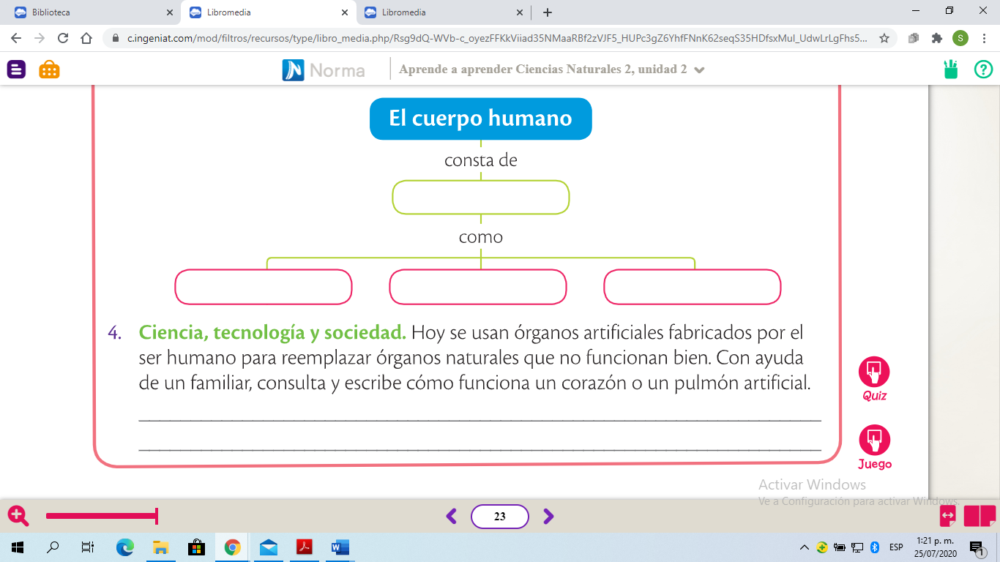 Biblioteca
Libromedia
Libromedia
c.ingeniat.com/mod/filtros/recursos/type/libro_media.php/Rsg9dQ-WVb-c_oyezFFKkViiad35NMaaRBf2zVJF5_HUPc3gZ6YhfFNnK62seqS35HDfsxMul_UdwLrLgFhs5...
S
Norma
Aprende a aprender Ciencias Naturales 2, unidad 2
El cuerpo humano
consta de
como
4. Ciencia, tecnología y sociedad. Hoy se usan órganos artificiales fabricados por el
ser humano para reemplazar órganos naturales que no funcionan bien. Con ayuda
de un familiar, consulta y escribe cómo funciona un corazón o un pulmón artificial.
Quiz
Juego
Activar Windows
Ve a Configuración para activar Windows.
23
ESP
1:21 p. m.
25/07/2020
1